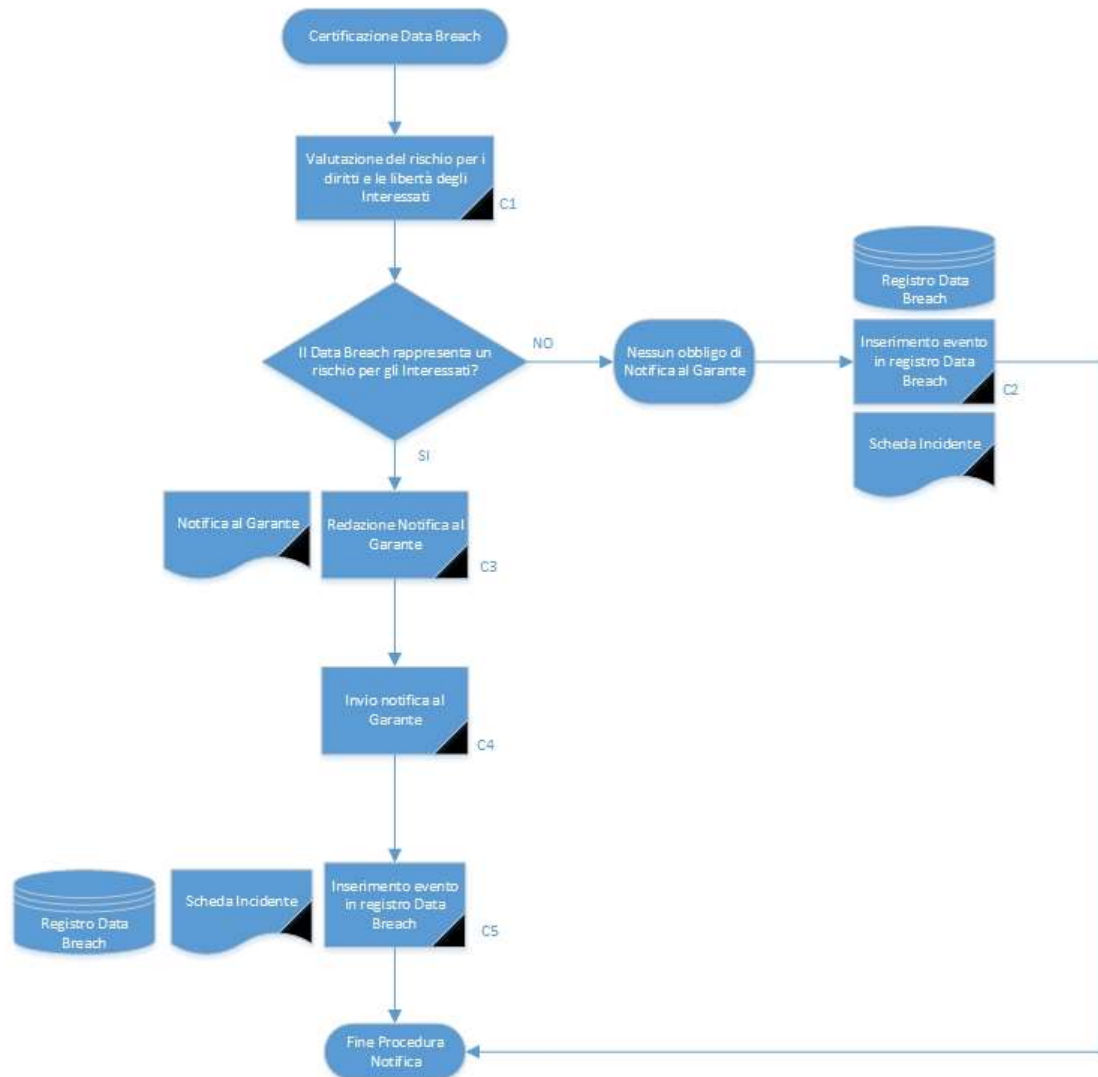 Certificazione Data Breach
Valutazione del rischio per i
diritti e le libertà degli
Interessati
C1
Il Data Breach rappresenta un
rischio per gli Interessati?
NO
Nessun obbligo di
Notifica al Garante
Registro Data
Breach
Inserimento evento
in registro Data
Breach
C2
Scheda Incidente
SI
Notifica al Garante
Redazione Notifica al
Garante
C3
Invio notifica al
Garante
C4
Registro Data
Breach
Scheda Incidente
Inserimento evento
in registro Data
Breach
C5
Fine Procedura
Notifica